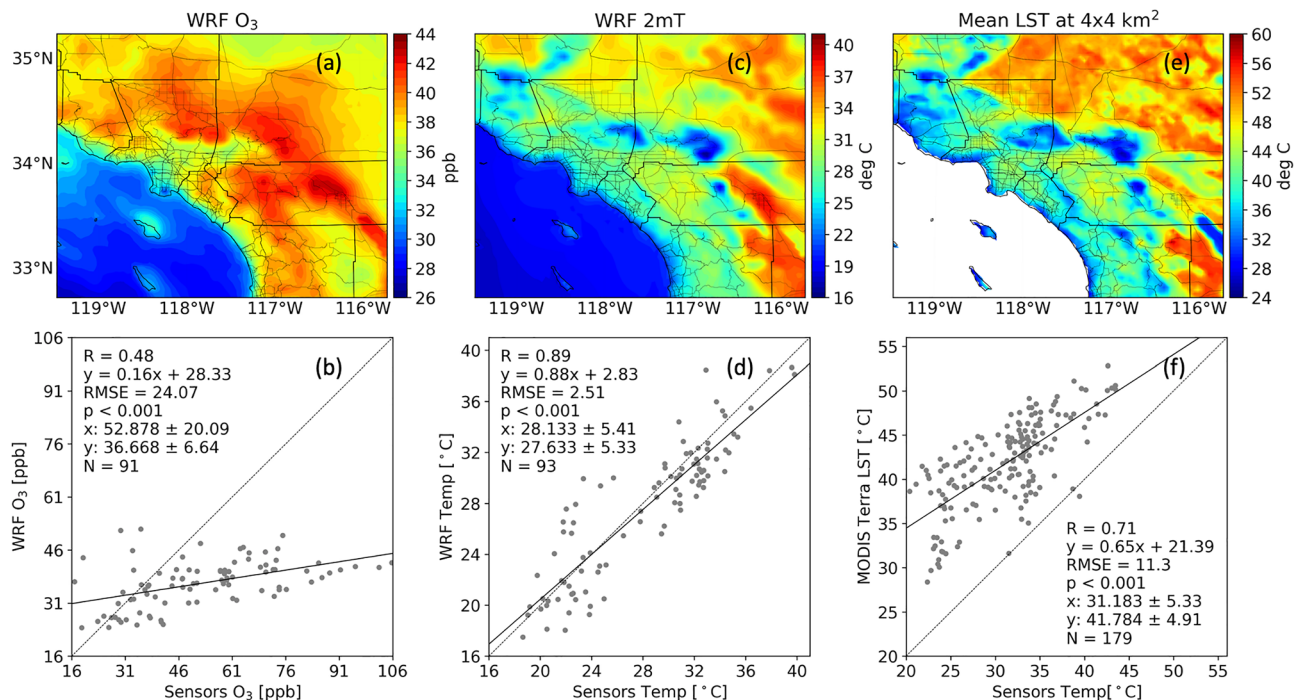 WRF O3
WRF 2mT
Mean LST at 4x4 km²
(a)
35°N
34°N
33°N
119°W 118°W 117°W 116°W
44
42
40
38
36
34
32
30
28
26
ppb
(c)
119°W 118°W 117°W 116°W
40
37
34
31
28
25
22
19
16
deg C
(e)
119°W 118°W 117°W 116°W
60
56
52
48
44
40
36
32
28
24
deg C
(b)
R = 0.48
y = 0.16x + 28.33
RMSE = 24.07
p < 0.001
x: 52.878 ± 20.09
y: 36.668 ± 6.64
N = 91
WRF O3 [ppb]
106
91
76
61
46
31
16
16 31 46 61 76 91 106
Sensors O3 [ppb]
(d)
R = 0.89
y = 0.88x + 2.83
RMSE = 2.51
p < 0.001
x: 28.133 ± 5.41
y: 27.633 ± 5.33
N = 93
WRF Temp [°C]
40
36
32
28
24
20
16
16 20 24 28 32 36 40
Sensors Temp [°C]
(f)
R = 0.71
y = 0.65x + 21.39
RMSE = 11.3
p < 0.001
x: 31.183 ± 5.33
y: 41.784 ± 4.91
N = 179
MODIS Terra LST [°C]
55
50
45
40
35
30
25
20
20 25 30 35 40 45 50 55
Sensors Temp[°C]